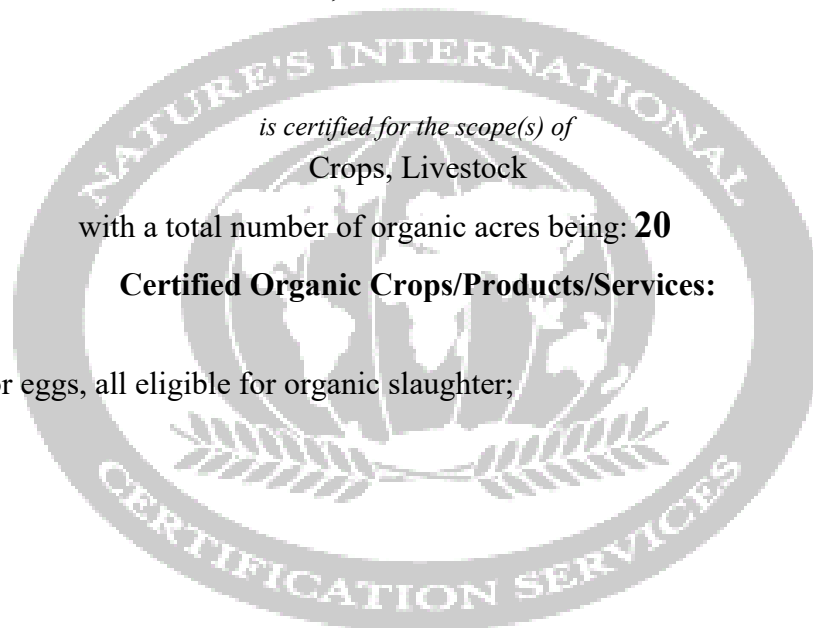 NATURE'S INTERNATIONAL
is certified for the scope(s) of
Crops, Livestock
with a total number of organic acres being: 20
Certified Organic Crops/Products/Services:
eggs, all eligible for organic slaughter;
CERTIFICATION SERVICES